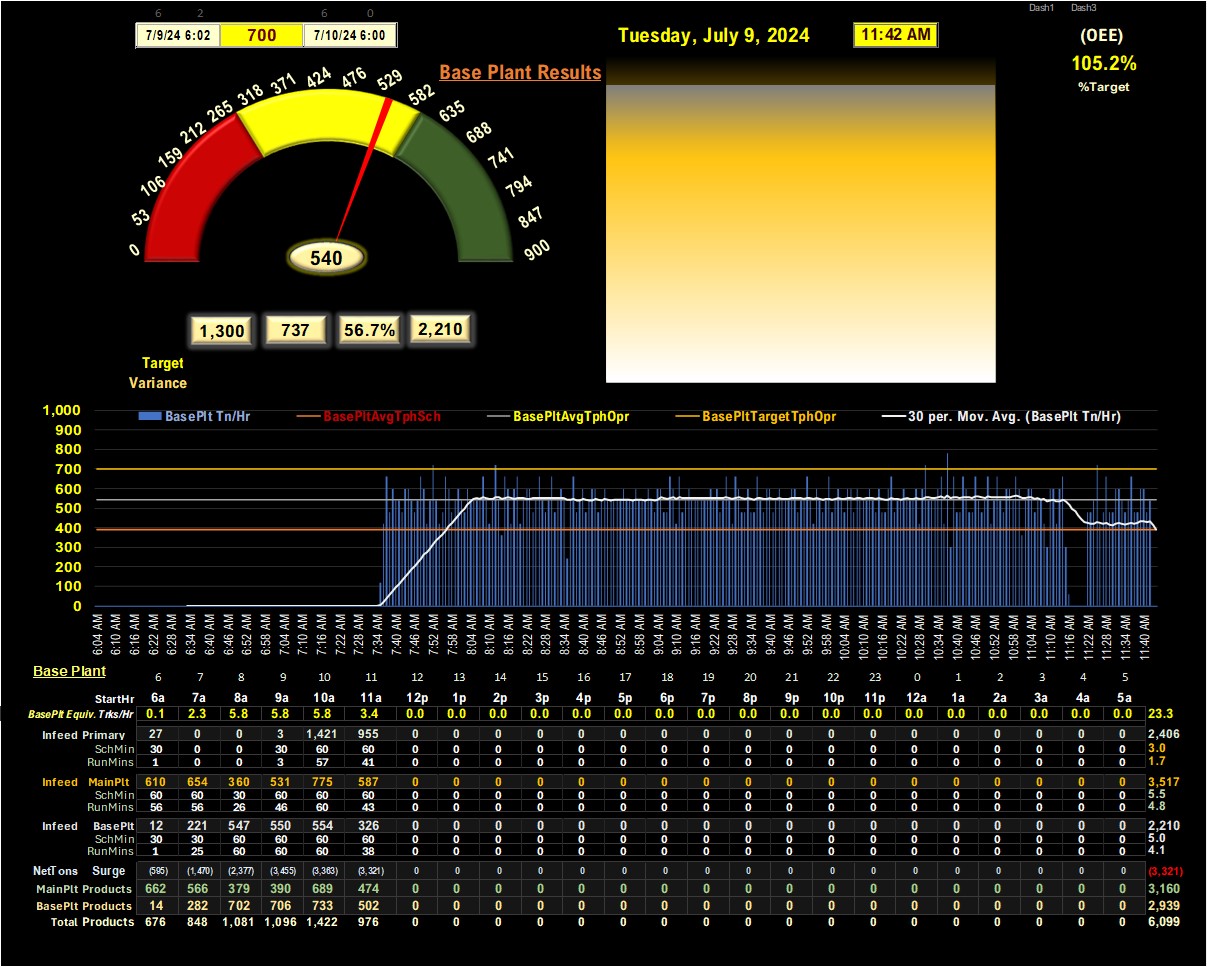 6 2 6 0 Dash1 Dash3
7/9/24 6:02 700 7/10/24 6:00 Tuesday, July 9, 2024 11:42 AM (OEE)
105.2%
%Target
Base Plant Results
0 53 106 159 212 265 318 371 424 476 529 582 635 688 741 794 847 900
540
1,300 737 56.7% 2,210
Target
Variance
BasePlt Tn/Hr BasePltAvgTphSch BasePltAvgTphOpr BasePltTargetTphOpr 30 per. Mov. Avg. (BasePlt Tn/Hr)
1,000
900
800
700
600
500
400
300
200
100
0
6:04 AM 6:10 AM 6:16 AM 6:22 AM 6:28 AM 6:34 AM 6:40 AM 6:46 AM 6:52 AM 6:58 AM 7:04 AM 7:10 AM 7:16 AM 7:22 AM 7:28 AM 7:34 AM 7:40 AM 7:46 AM 7:52 AM 7:58 AM 8:04 AM 8:10 AM 8:16 AM 8:22 AM 8:28 AM 8:34 AM 8:40 AM 8:46 AM 8:52 AM 8:58 AM 9:04 AM 9:10 AM 9:16 AM 9:22 AM 9:28 AM 9:34 AM 9:40 AM 9:46 AM 9:52 AM 9:58 AM 10:04 AM 10:10 AM 10:16 AM 10:22 AM 10:28 AM 10:34 AM 10:40 AM 10:46 AM 10:52 AM 10:58 AM 11:04 AM 11:10 AM 11:16 AM 11:22 AM 11:28 AM 11:34 AM 11:40 AM
Base Plant
6 7 8 9 10 11 12 13 14 15 16 17 18 19 20 21 22 23 0 1 2 3 4 5
StartHr 6a 7a 8a 9a 10a 11a 12p 1p 2p 3p 4p 5p 6p 7p 8p 9p 10p 11p 12a 1a 2a 3a 4a 5a
BasePlt Equiv. Trks/Hr 0.1 2.3 5.8 5.8 5.8 3.4 0.0 0.0 0.0 0.0 0.0 0.0 0.0 0.0 0.0 0.0 0.0 0.0 0.0 0.0 0.0 0.0 0.0 0.0 23.3
Infeed Primary 27 0 0 3 1,421 955 0 0 0 0 0 0 0 0 0 0 0 0 0 0 0 0 0 0 2,406
SchMin 30 0 0 30 60 60 0 0 0 0 0 0 0 0 0 0 0 0 0 0 0 0 0 0 3.0
RunMins 1 0 0 3 57 41 0 0 0 0 0 0 0 0 0 0 0 0 0 0 0 0 0 0 1.7
Infeed MainPlt 610 654 360 531 775 587 0 0 0 0 0 0 0 0 0 0 0 0 0 0 0 0 0 0 3,517
SchMin 60 60 30 60 60 60 0 0 0 0 0 0 0 0 0 0 0 0 0 0 0 0 0 0 5.5
RunMins 56 56 26 46 60 43 0 0 0 0 0 0 0 0 0 0 0 0 0 0 0 0 0 0 4.8
Infeed BasePlt 12 221 547 550 554 326 0 0 0 0 0 0 0 0 0 0 0 0 0 0 0 0 0 0 2,210
SchMin 30 30 60 60 60 60 0 0 0 0 0 0 0 0 0 0 0 0 0 0 0 0 0 0 5.0
RunMins 1 25 60 60 60 38 0 0 0 0 0 0 0 0 0 0 0 0 0 0 0 0 0 0 4.1
NetTons Surge (595) (1,470) (2,377) (3,455) (3,363) (3,321) 0 0 0 0 0 0 0 0 0 0 0 0 0 0 0 0 0 0 (3,321)
MainPlt Products 662 566 379 390 689 474 0 0 0 0 0 0 0 0 0 0 0 0 0 0 0 0 0 0 3,160
BasePlt Products 14 282 702 706 733 502 0 0 0 0 0 0 0 0 0 0 0 0 0 0 0 0 0 0 2,939
Total Products 676 848 1,081 1,096 1,422 976 0 0 0 0 0 0 0 0 0 0 0 0 0 0 0 0 0 0 6,099